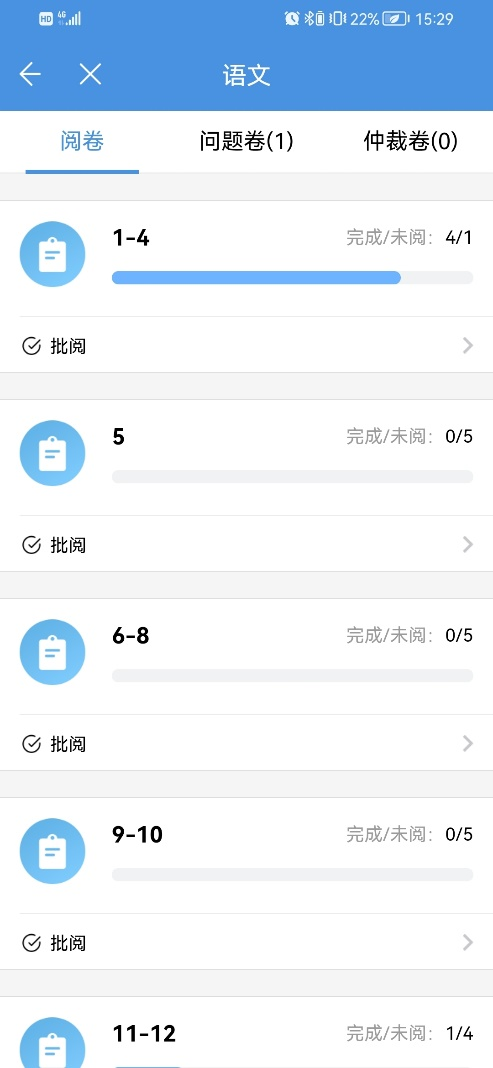 HD 4G 22% 15:29
语文
阅卷 问题卷(1) 仲裁卷(0)
1-4 完成/未阅: 4/1
批阅
5 完成/未阅: 0/5
批阅
6-8 完成/未阅: 0/5
批阅
9-10 完成/未阅: 0/5
批阅
11-12 完成/未阅: 1/4